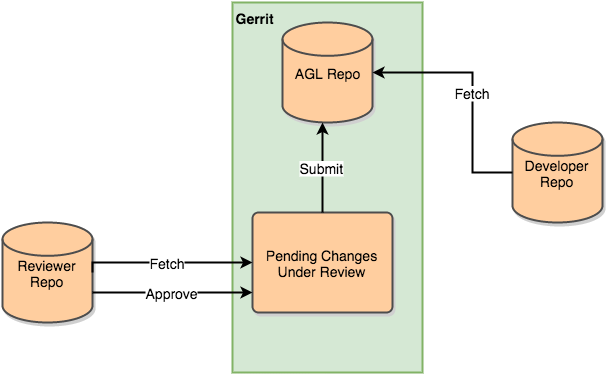 Gerrit
AGL Repo
Fetch
Developer
Repo
Submit
Pending Changes
Under Review
Reviewer
Repo
Fetch
Approve